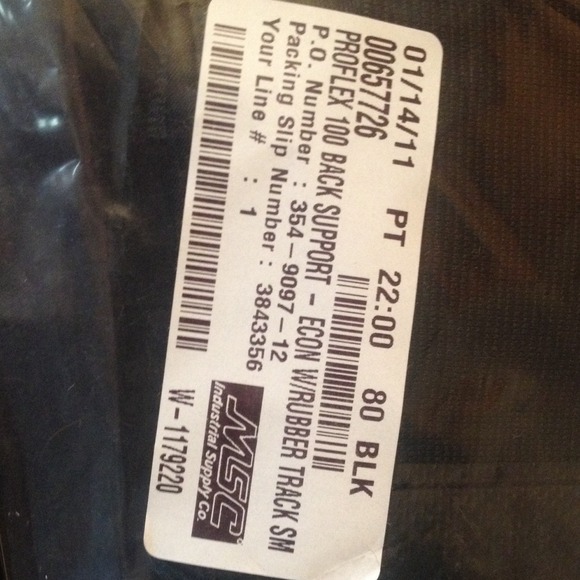 01/14/11 PT 22:00 80 BLK
00657726
PROFLEX 100 BACK SUPPORT - ECON W/RUBBER TRACK SM
P.O. Number : 354-9097-12
Packing Slip Number : 3843356
Your Line # : 1
MSC
Industrial Supply Co.
W-1179220